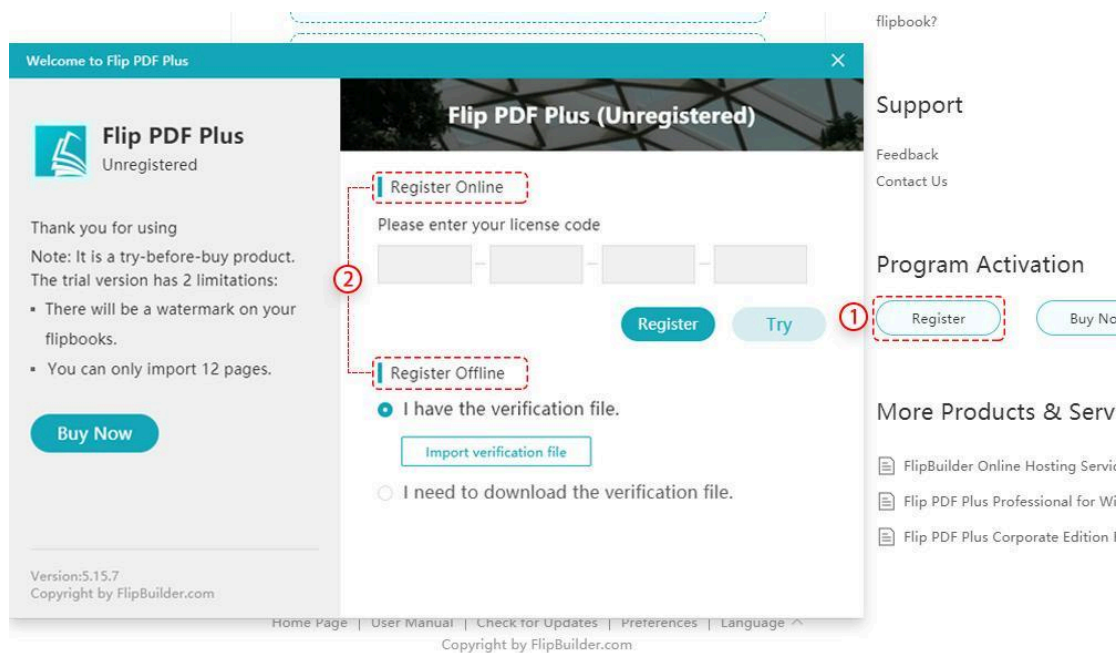 flipbook?
Welcome to Flip PDF Plus
Flip PDF Plus
Unregistered
Thank you for using
Note: It is a try-before-buy product.
The trial version has 2 limitations:
▪ There will be a watermark on your
flipbooks.
▪ You can only import 12 pages.
Buy Now
Version:5.15.7
Copyright by FlipBuilder.com
Flip PDF Plus (Unregistered)
Register Online
Please enter your license code
2
Register Try
Register Offline
I have the verification file.
Import verification file
I need to download the verification file.
Support
Feedback
Contact Us
Program Activation
1 Register Buy No
More Products & Serv
FlipBuilder Online Hosting Servic
Flip PDF Plus Professional for Wi
Flip PDF Plus Corporate Edition
Home Page | User Manual | Check for Updates | Preferences | Language
Copyright by FlipBuilder.com